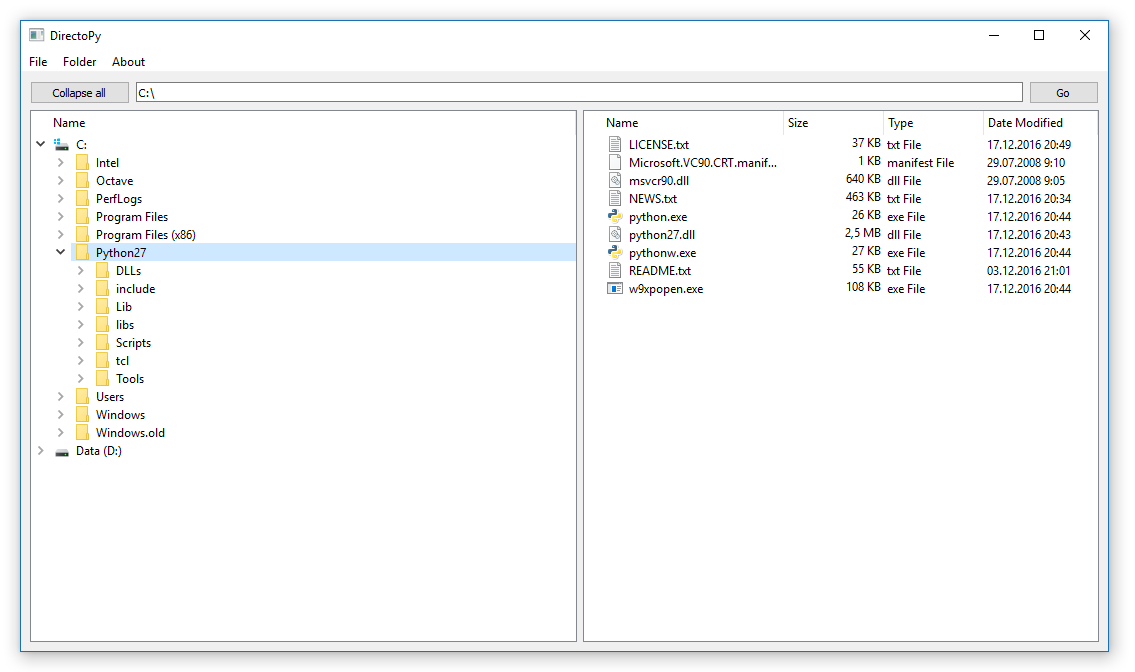 DirectoPy
File Folder About
Collapse all C:\ Go
Name
C:
Intel
Octave
PerfLogs
Program Files
Program Files (x86)
Python27
DLLs
include
Lib
libs
Scripts
tcl
Tools
Users
Windows
Windows.old
Data (D:)
Name Size Type Date Modified
LICENSE.txt 37 KB txt File 17.12.2016 20:49
Microsoft.VC90.CRT.manif... 1 KB manifest File 29.07.2008 9:10
msvcr90.dll 640 KB dll File 29.07.2008 9:05
NEWS.txt 463 KB txt File 17.12.2016 20:34
python.exe 26 KB exe File 17.12.2016 20:44
python27.dll 2,5 MB dll File 17.12.2016 20:43
pythonw.exe 27 KB exe File 17.12.2016 20:44
README.txt 55 KB txt File 03.12.2016 21:01
w9xpopen.exe 108 KB exe File 17.12.2016 20:44